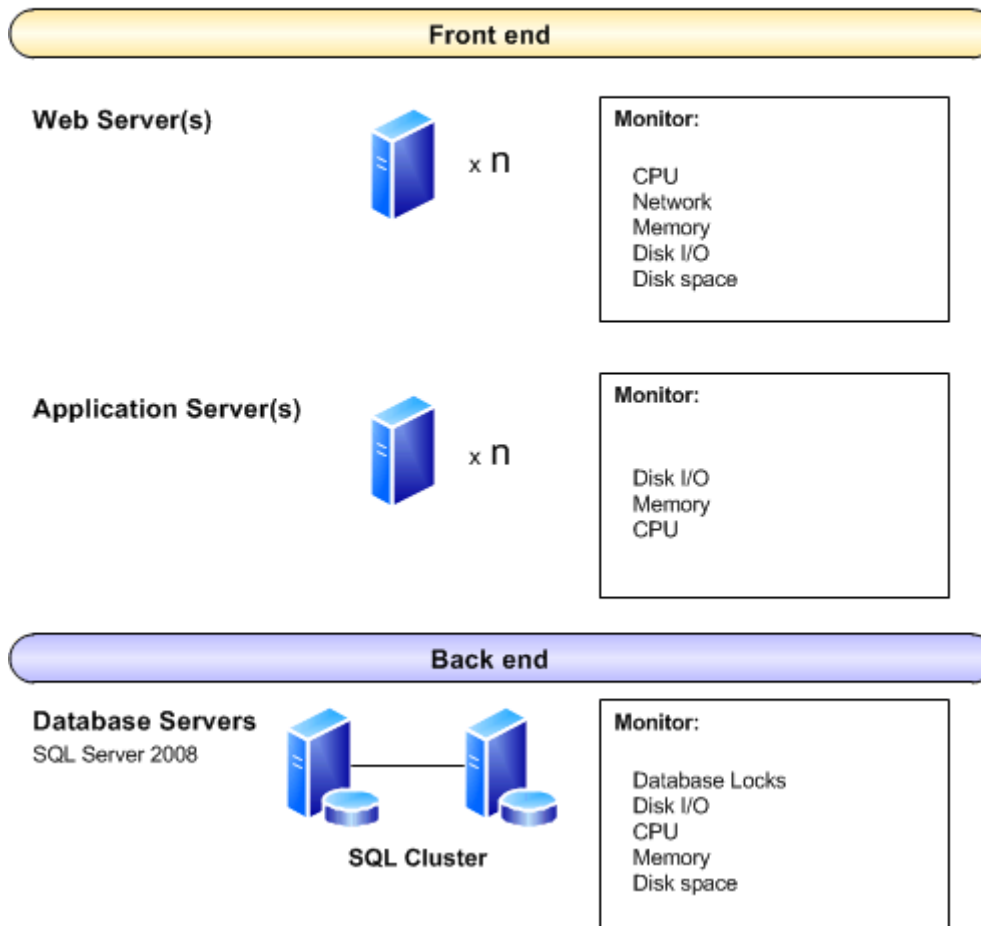 Front end
Web Server(s)
x n
Monitor:
CPU
Network
Memory
Disk I/O
Disk space
Application Server(s)
x n
Monitor:
Disk I/O
Memory
CPU
Back end
Database Servers
SQL Server 2008
SQL Cluster
Monitor:
Database Locks
Disk I/O
CPU
Memory
Disk space